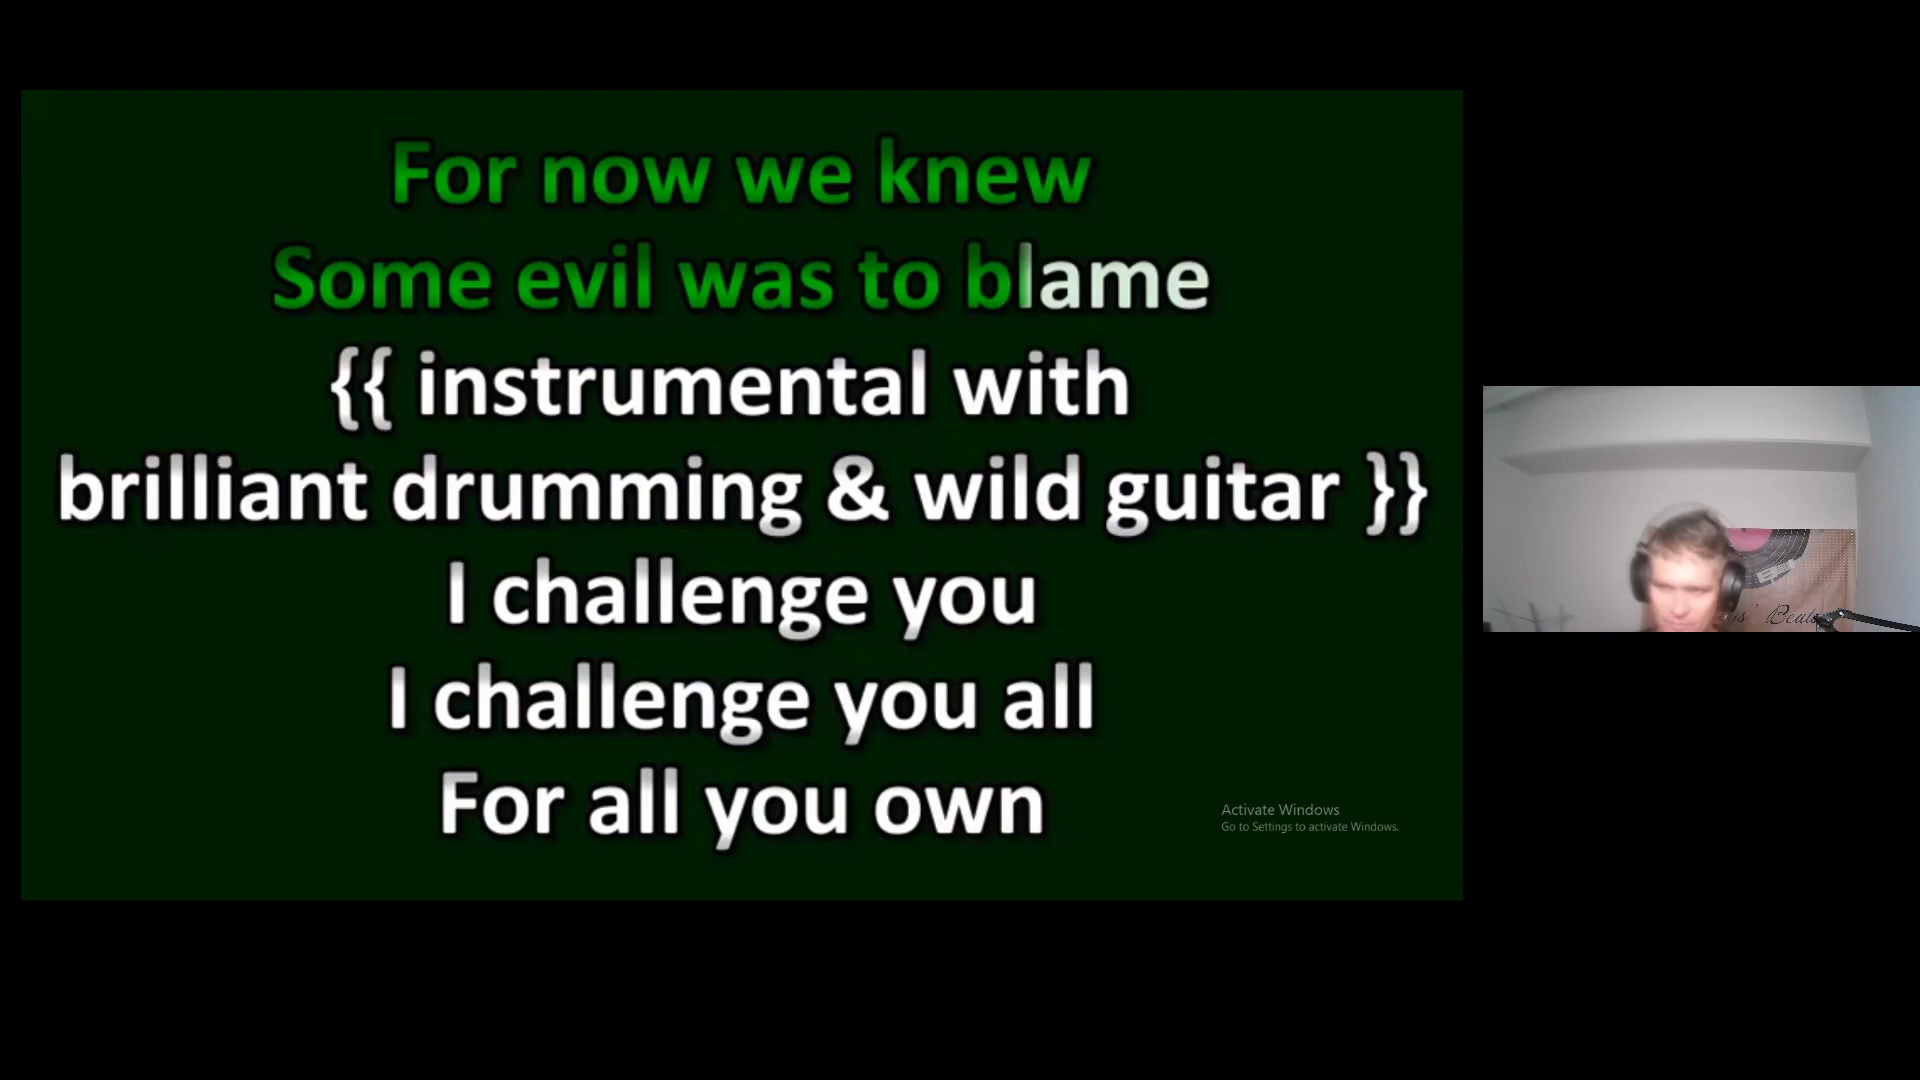 For now we knew
Some evil was to blame
{{ instrumental with
brilliant drumming & wild guitar }}
I challenge you
I challenge you all
For all you own
Activate Windows
Go to Settings to activate Windows.
Beats